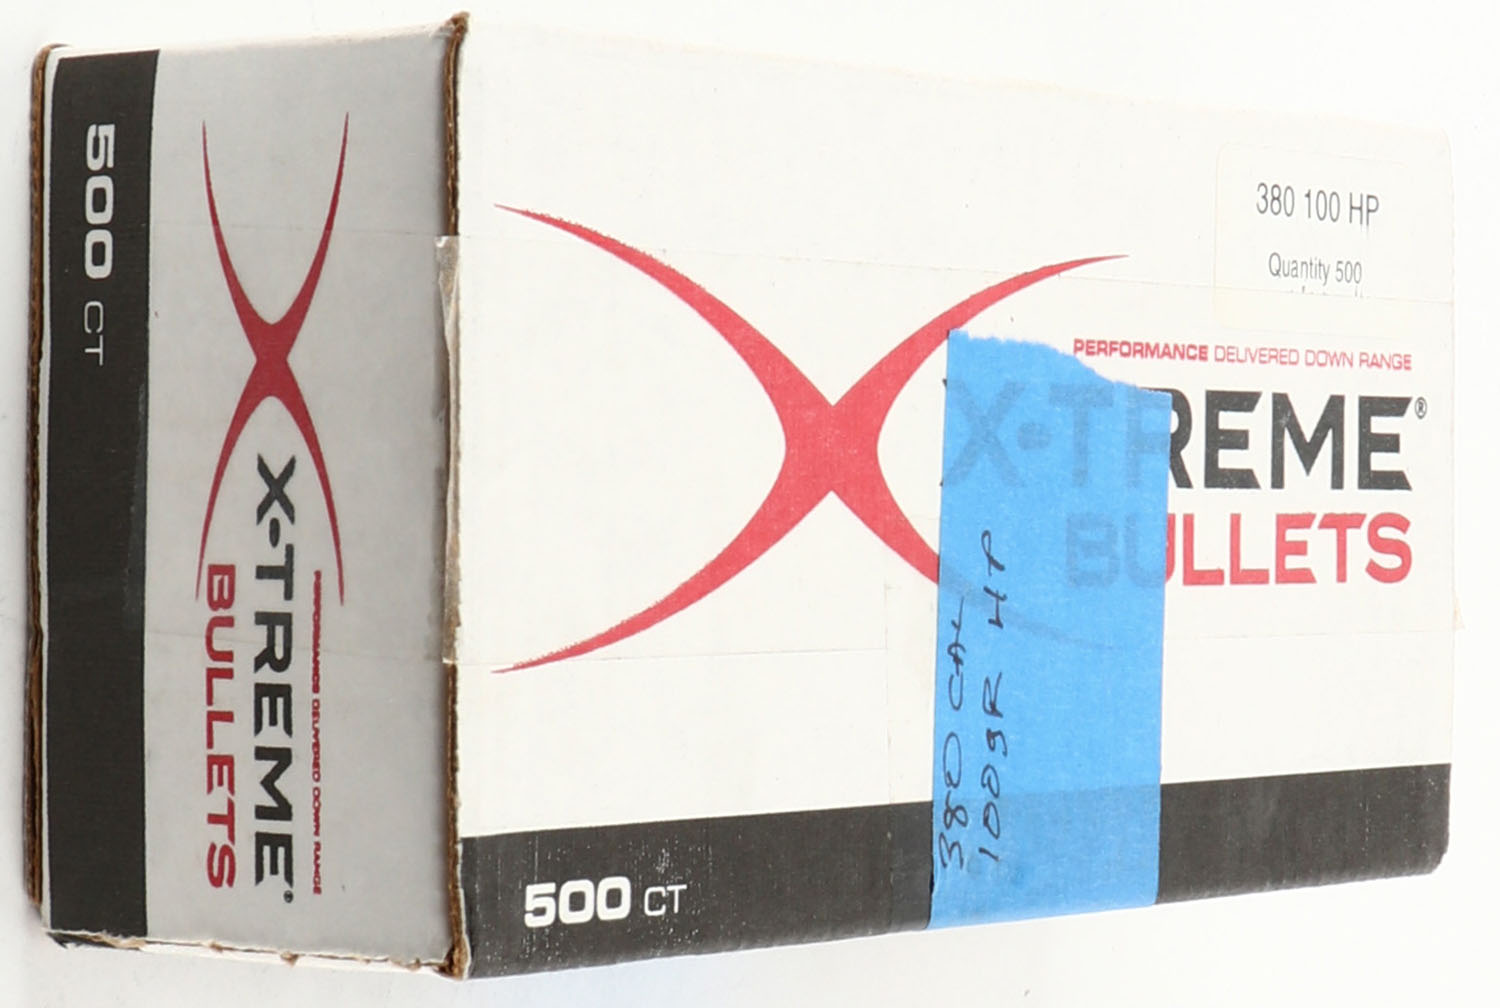 500 CT
PERFORMANCE DELIVERED DOWN RANGE
X·TREME®
BULLETS
380 100 HP
Quantity 500
PERFORMANCE DELIVERED DOWN RANGE
X·TREME®
BULLETS
380 CAL
100gR HP
500 CT